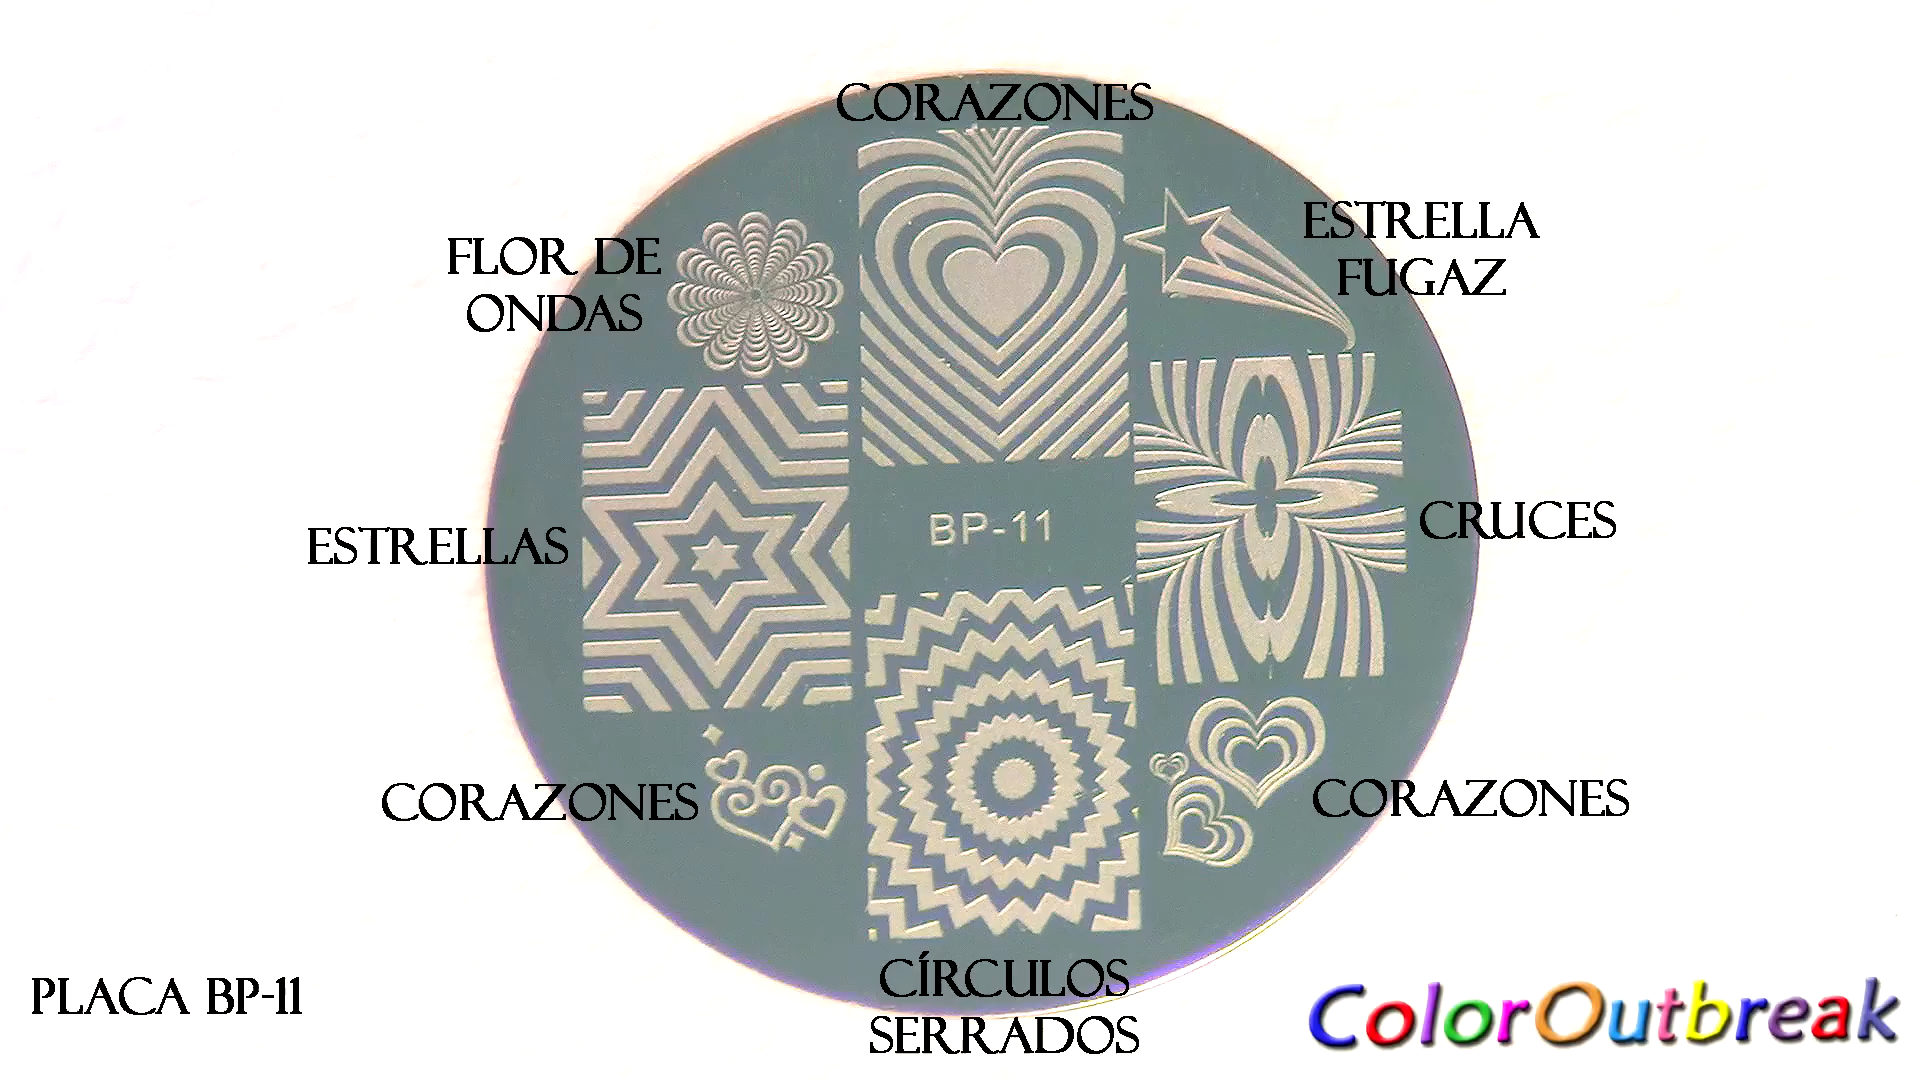 CORAZONES
ESTRELLA
FUGAZ
FLOR DE
ONDAS
BP-11
CRUCES
ESTRELLAS
CORAZONES
CORAZONES
CÍRCULOS
SERRADOS
PLACA BP-11
ColorOutbreak